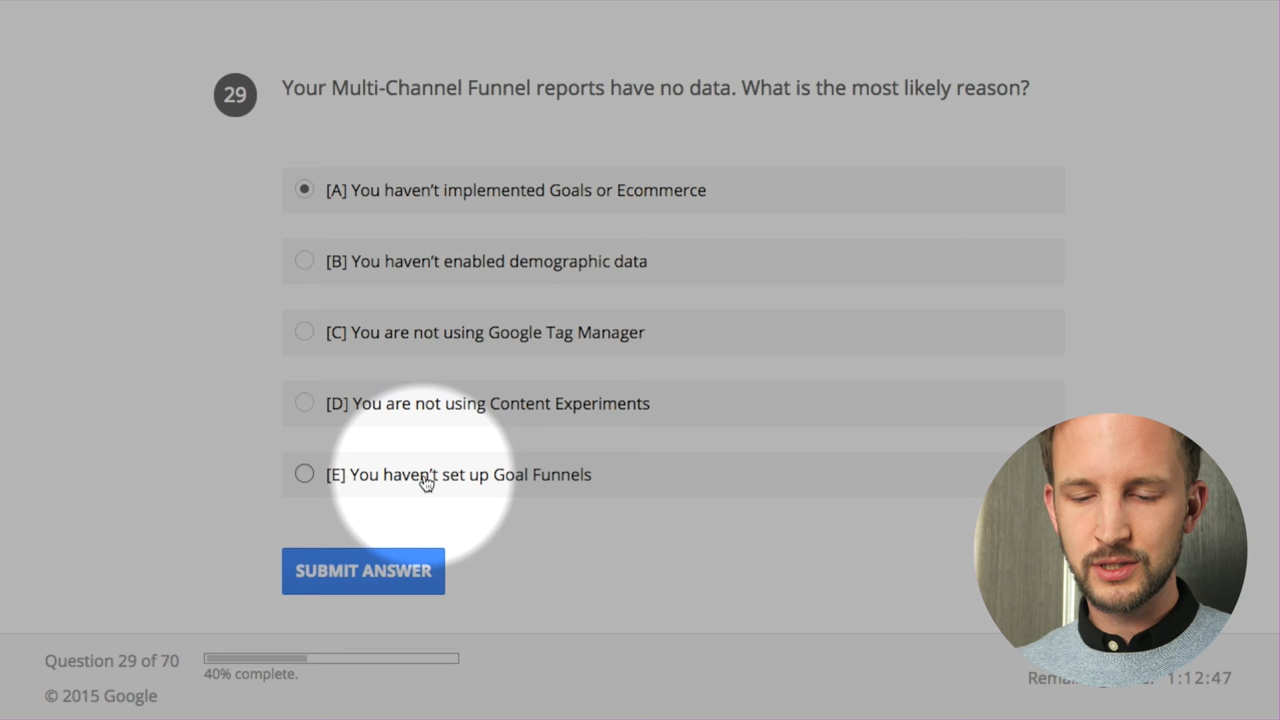 29
Your Multi-Channel Funnel reports have no data. What is the most likely reason?
[A] You haven't implemented Goals or Ecommerce
[B] You haven't enabled demographic data
[C] You are not using Google Tag Manager
[D] You are not using Content Experiments
[E] You haven't set up Goal Funnels
SUBMIT ANSWER
Question 29 of 70
40% complete.
© 2015 Google
1:12:47